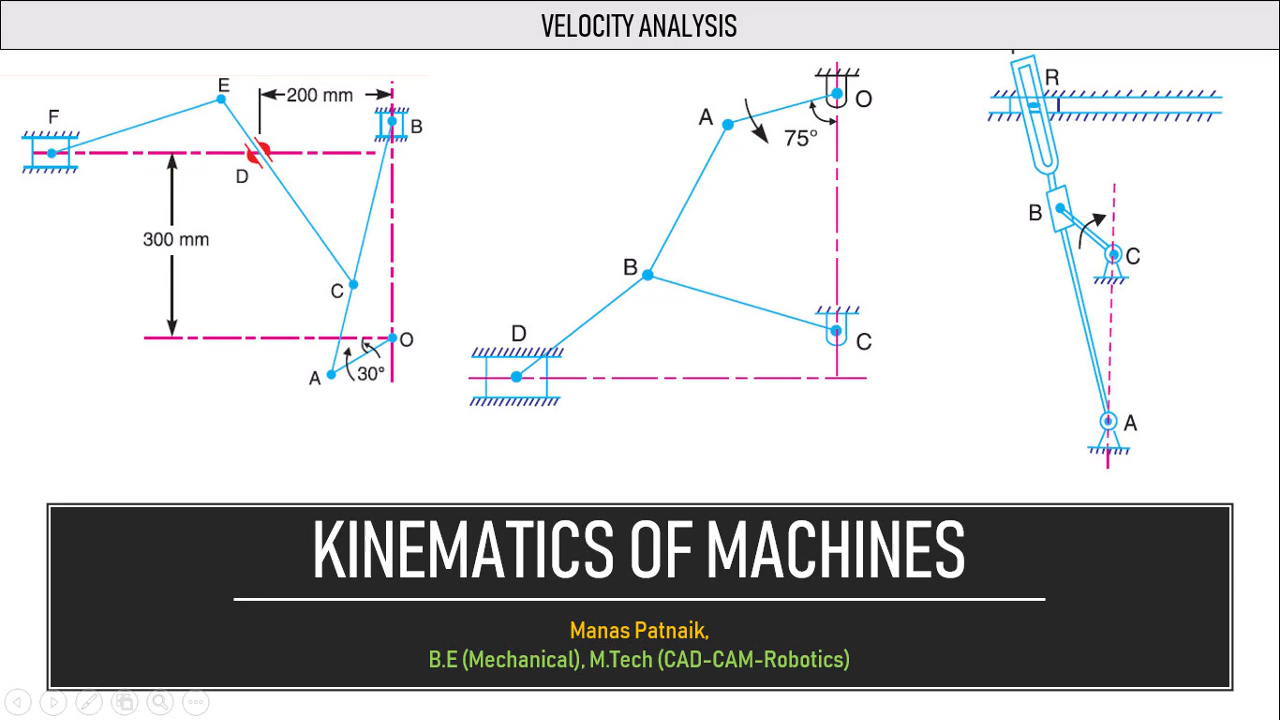 VELOCITY ANALYSIS
E
200 mm
F
B
D
300 mm
C
O
A
30°
O
A
75°
B
D
C
R
B
C
A
KINEMATICS OF MACHINES
Manas Patnaik,
B.E (Mechanical), M.Tech (CAD-CAM-Robotics)